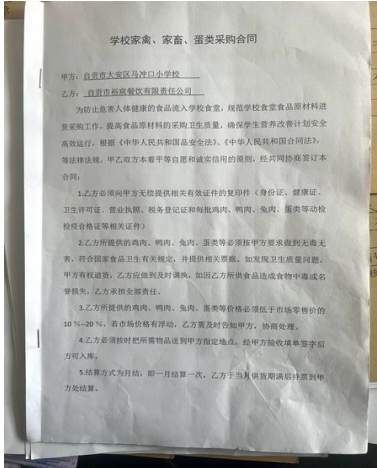 学校家禽、家畜、蛋类采购合同
甲方：自贡市大安区马冲口小学校
乙方：自贡市裕宸餐饮有限责任公司
为防止危害人体健康的食品流入学校食堂，规范学校食堂食品原材料进
货采购工作，提高食品原材料的采购卫生质量，确保学生营养改善计划安全
高效运行，根据《中华人民共和国品安全法》、《中华人民共和国合同法》，
等法律法规，甲乙双方本着平等自愿和诚实信用的原则，经共同协商签订本
合同：
1.乙方必须向甲方无偿提供相关有效证件的复印件（身份证、健康证、
卫生许可证、营业执照、税务登记证和每批鸡肉、鸭肉、兔肉、蛋类等动检
检疫合格证等相关证件）
2.乙方所提供的鸡肉、鸭肉、兔肉、蛋类等必须按甲方要求做到无毒无
害，符合国家食品卫生有关规定，并提供相关票据。如发现卫生质量问题，
甲方有权退货，乙方应做到及时调换，如因乙方所供食品造成食物中毒或名
誉损失，乙方承担全部责任。
3.乙方所提供的鸡肉、鸭肉、兔肉、蛋类等价格必须低于市场零售价的
10 %--20 %，若市场价格有浮动，乙方需及时告知甲方，协商处理。
4.乙方必须按时把所需物品送到甲方指定地点，经甲方验收填单签字后
方可入库。
5.结算方式为月结，即一月结算一次，乙方于当月供货期满后持票到甲
方处结算。